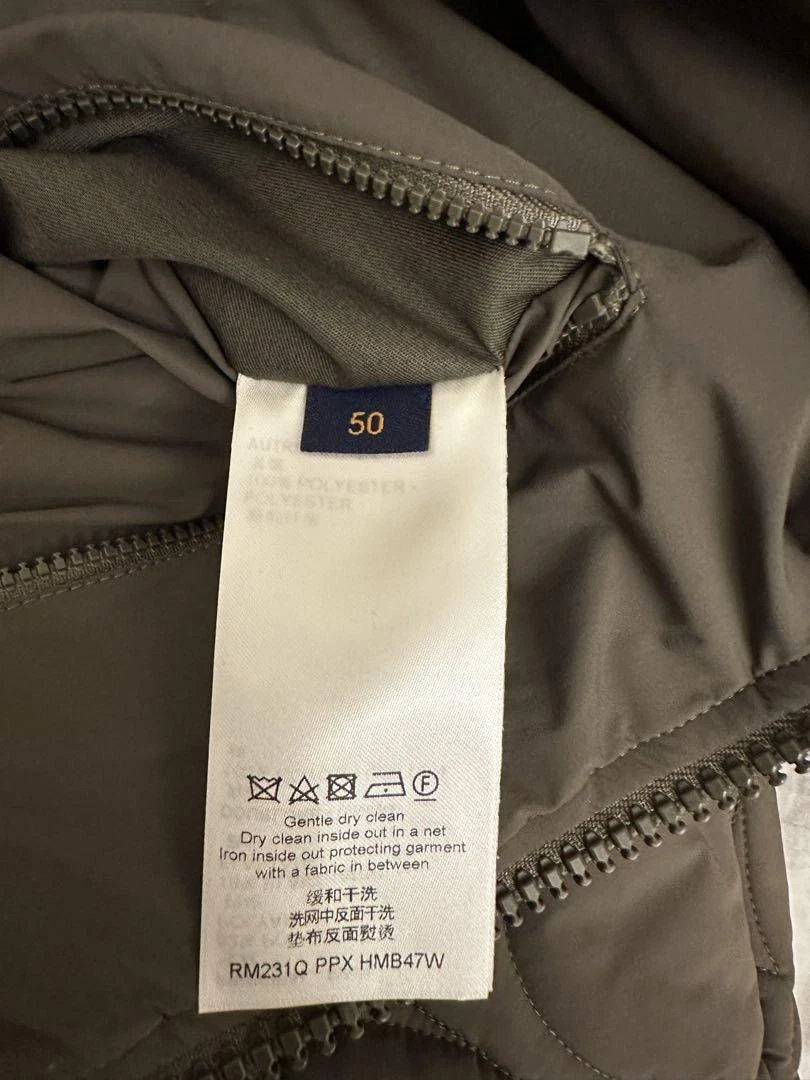 50
AUTRE
100% POLYESTER -
POLYESTER
F
Gentle dry clean
Dry clean inside out in a net
Iron inside out protecting garment
with a fabric in between
缓和干洗
洗网中反面干洗
垫布反面熨烫
RM231Q PPX HMB47W